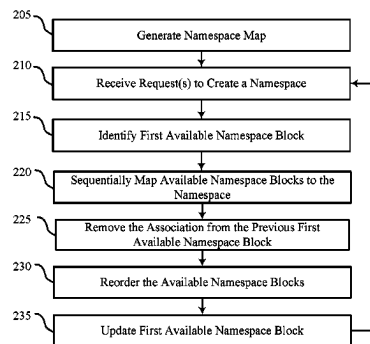 205
Generate Namespace Map
210
Receive Request(s) to Create a Namespace
215
Identify First Available Namespace Block
220
Sequentially Map Available Namespace Blocks to the
Namespace
225
Remove the Association from the Previous First
Available Namespace Block
230
Reorder the Available Namespace Blocks
235
Update First Available Namespace Block